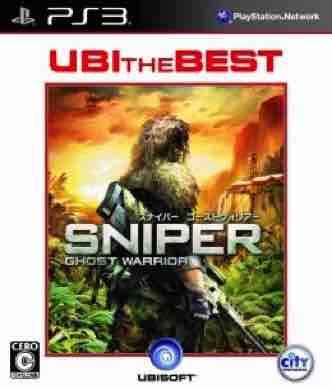 PS3
PlayStation Network
UBI THE BEST
スナイパー ゴーストウォリアー
SNIPER
GHOST WARRIOR
CERO
C
UBISOFT
CITY